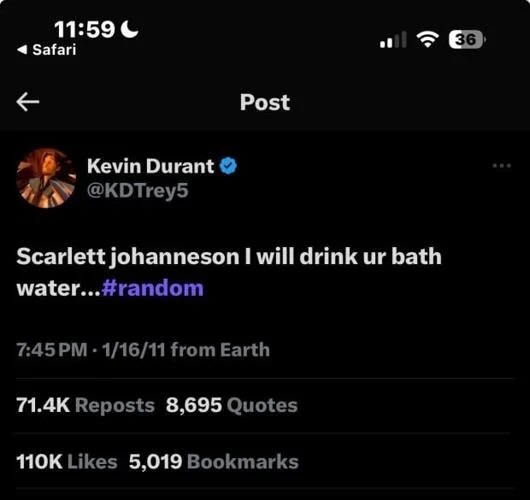 11:59
36
◀ Safari
Post
Kevin Durant
@KDTrey5
Scarlett johanneson I will drink ur bath
water...#random
7:45 PM · 1/16/11 from Earth
71.4K Reposts 8,695 Quotes
110K Likes 5,019 Bookmarks